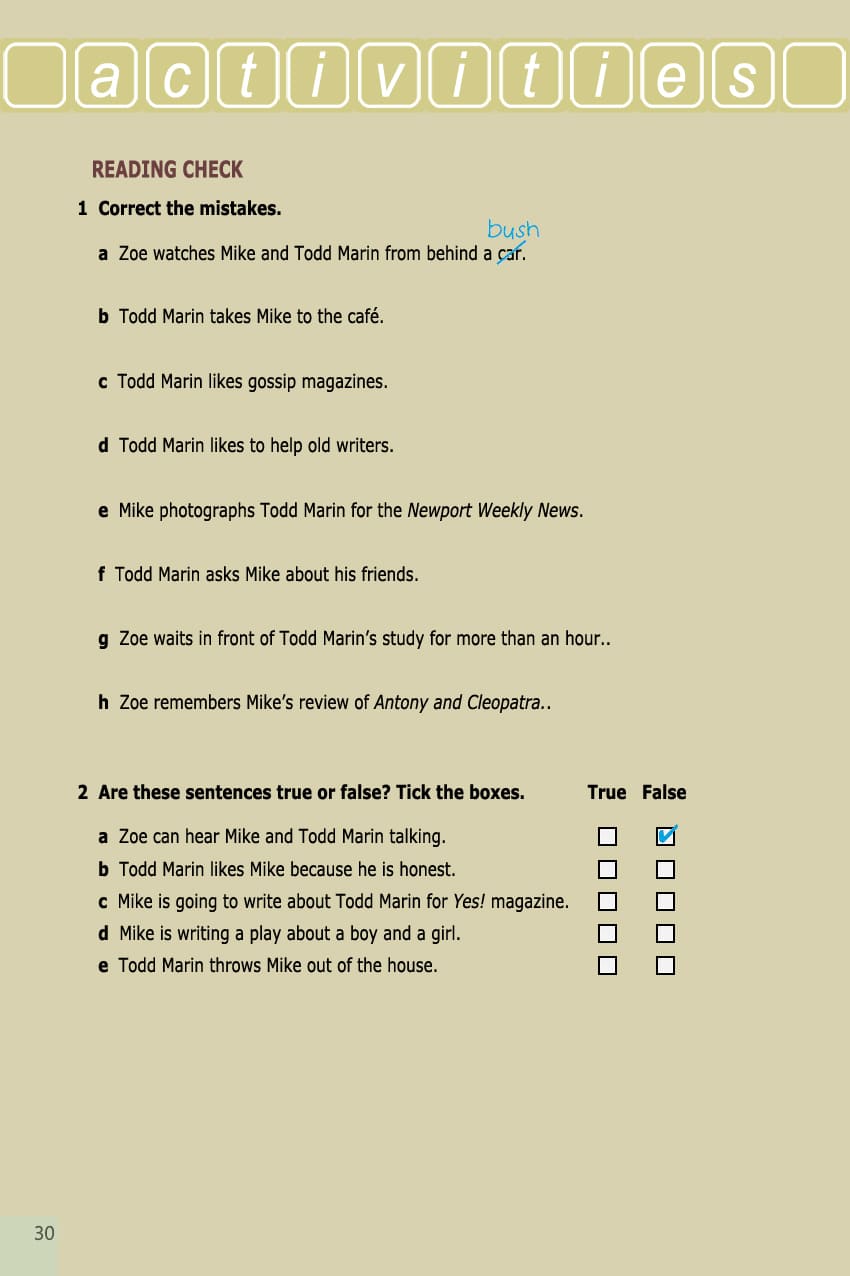 activities
READING CHECK
1 Correct the mistakes.
bush
a Zoe watches Mike and Todd Marin from behind a car.
b Todd Marin takes Mike to the café.
c Todd Marin likes gossip magazines.
d Todd Marin likes to help old writers.
e Mike photographs Todd Marin for the Newport Weekly News.
f Todd Marin asks Mike about his friends.
g Zoe waits in front of Todd Marin’s study for more than an hour..
h Zoe remembers Mike’s review of Antony and Cleopatra..
2 Are these sentences true or false? Tick the boxes. True False
a Zoe can hear Mike and Todd Marin talking.
b Todd Marin likes Mike because he is honest.
c Mike is going to write about Todd Marin for Yes! magazine.
d Mike is writing a play about a boy and a girl.
e Todd Marin throws Mike out of the house.
30